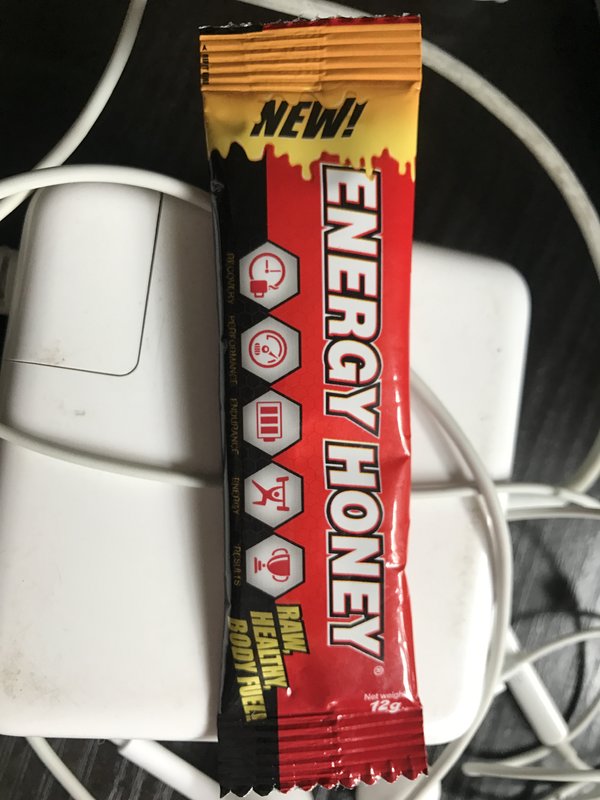 NEW!
ENERGY HONEY®
RECOVERY
PERFORMANCE
ENDURANCE
ENERGY
RESULTS
RAW,
HEALTHY,
BODY FUEL!
Net weight
12g.